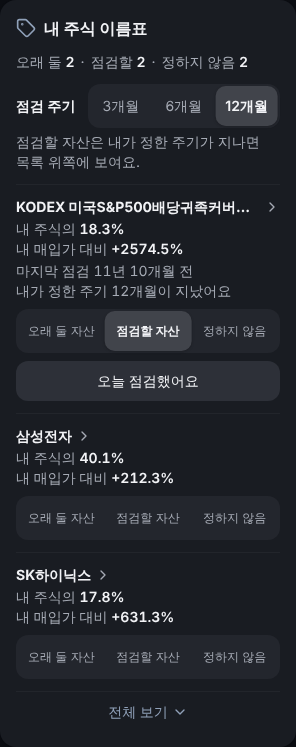 내 주식 이름표
오래 둘 2 · 점검할 2 · 정하지 않음 2
점검 주기 3개월 6개월 12개월
점검할 자산은 내가 정한 주기가 지나면
목록 위쪽에 보여요.
KODEX 미국S&P500배당귀족커버...
내 주식의 18.3%
내 매입가 대비 +2574.5%
마지막 점검 11년 10개월 전
내가 정한 주기 12개월이 지났어요
오래 둘 자산 점검할 자산 정하지 않음
오늘 점검했어요
삼성전자
내 주식의 40.1%
내 매입가 대비 +212.3%
오래 둘 자산 점검할 자산 정하지 않음
SK하이닉스
내 주식의 17.8%
내 매입가 대비 +631.3%
오래 둘 자산 점검할 자산 정하지 않음
전체 보기